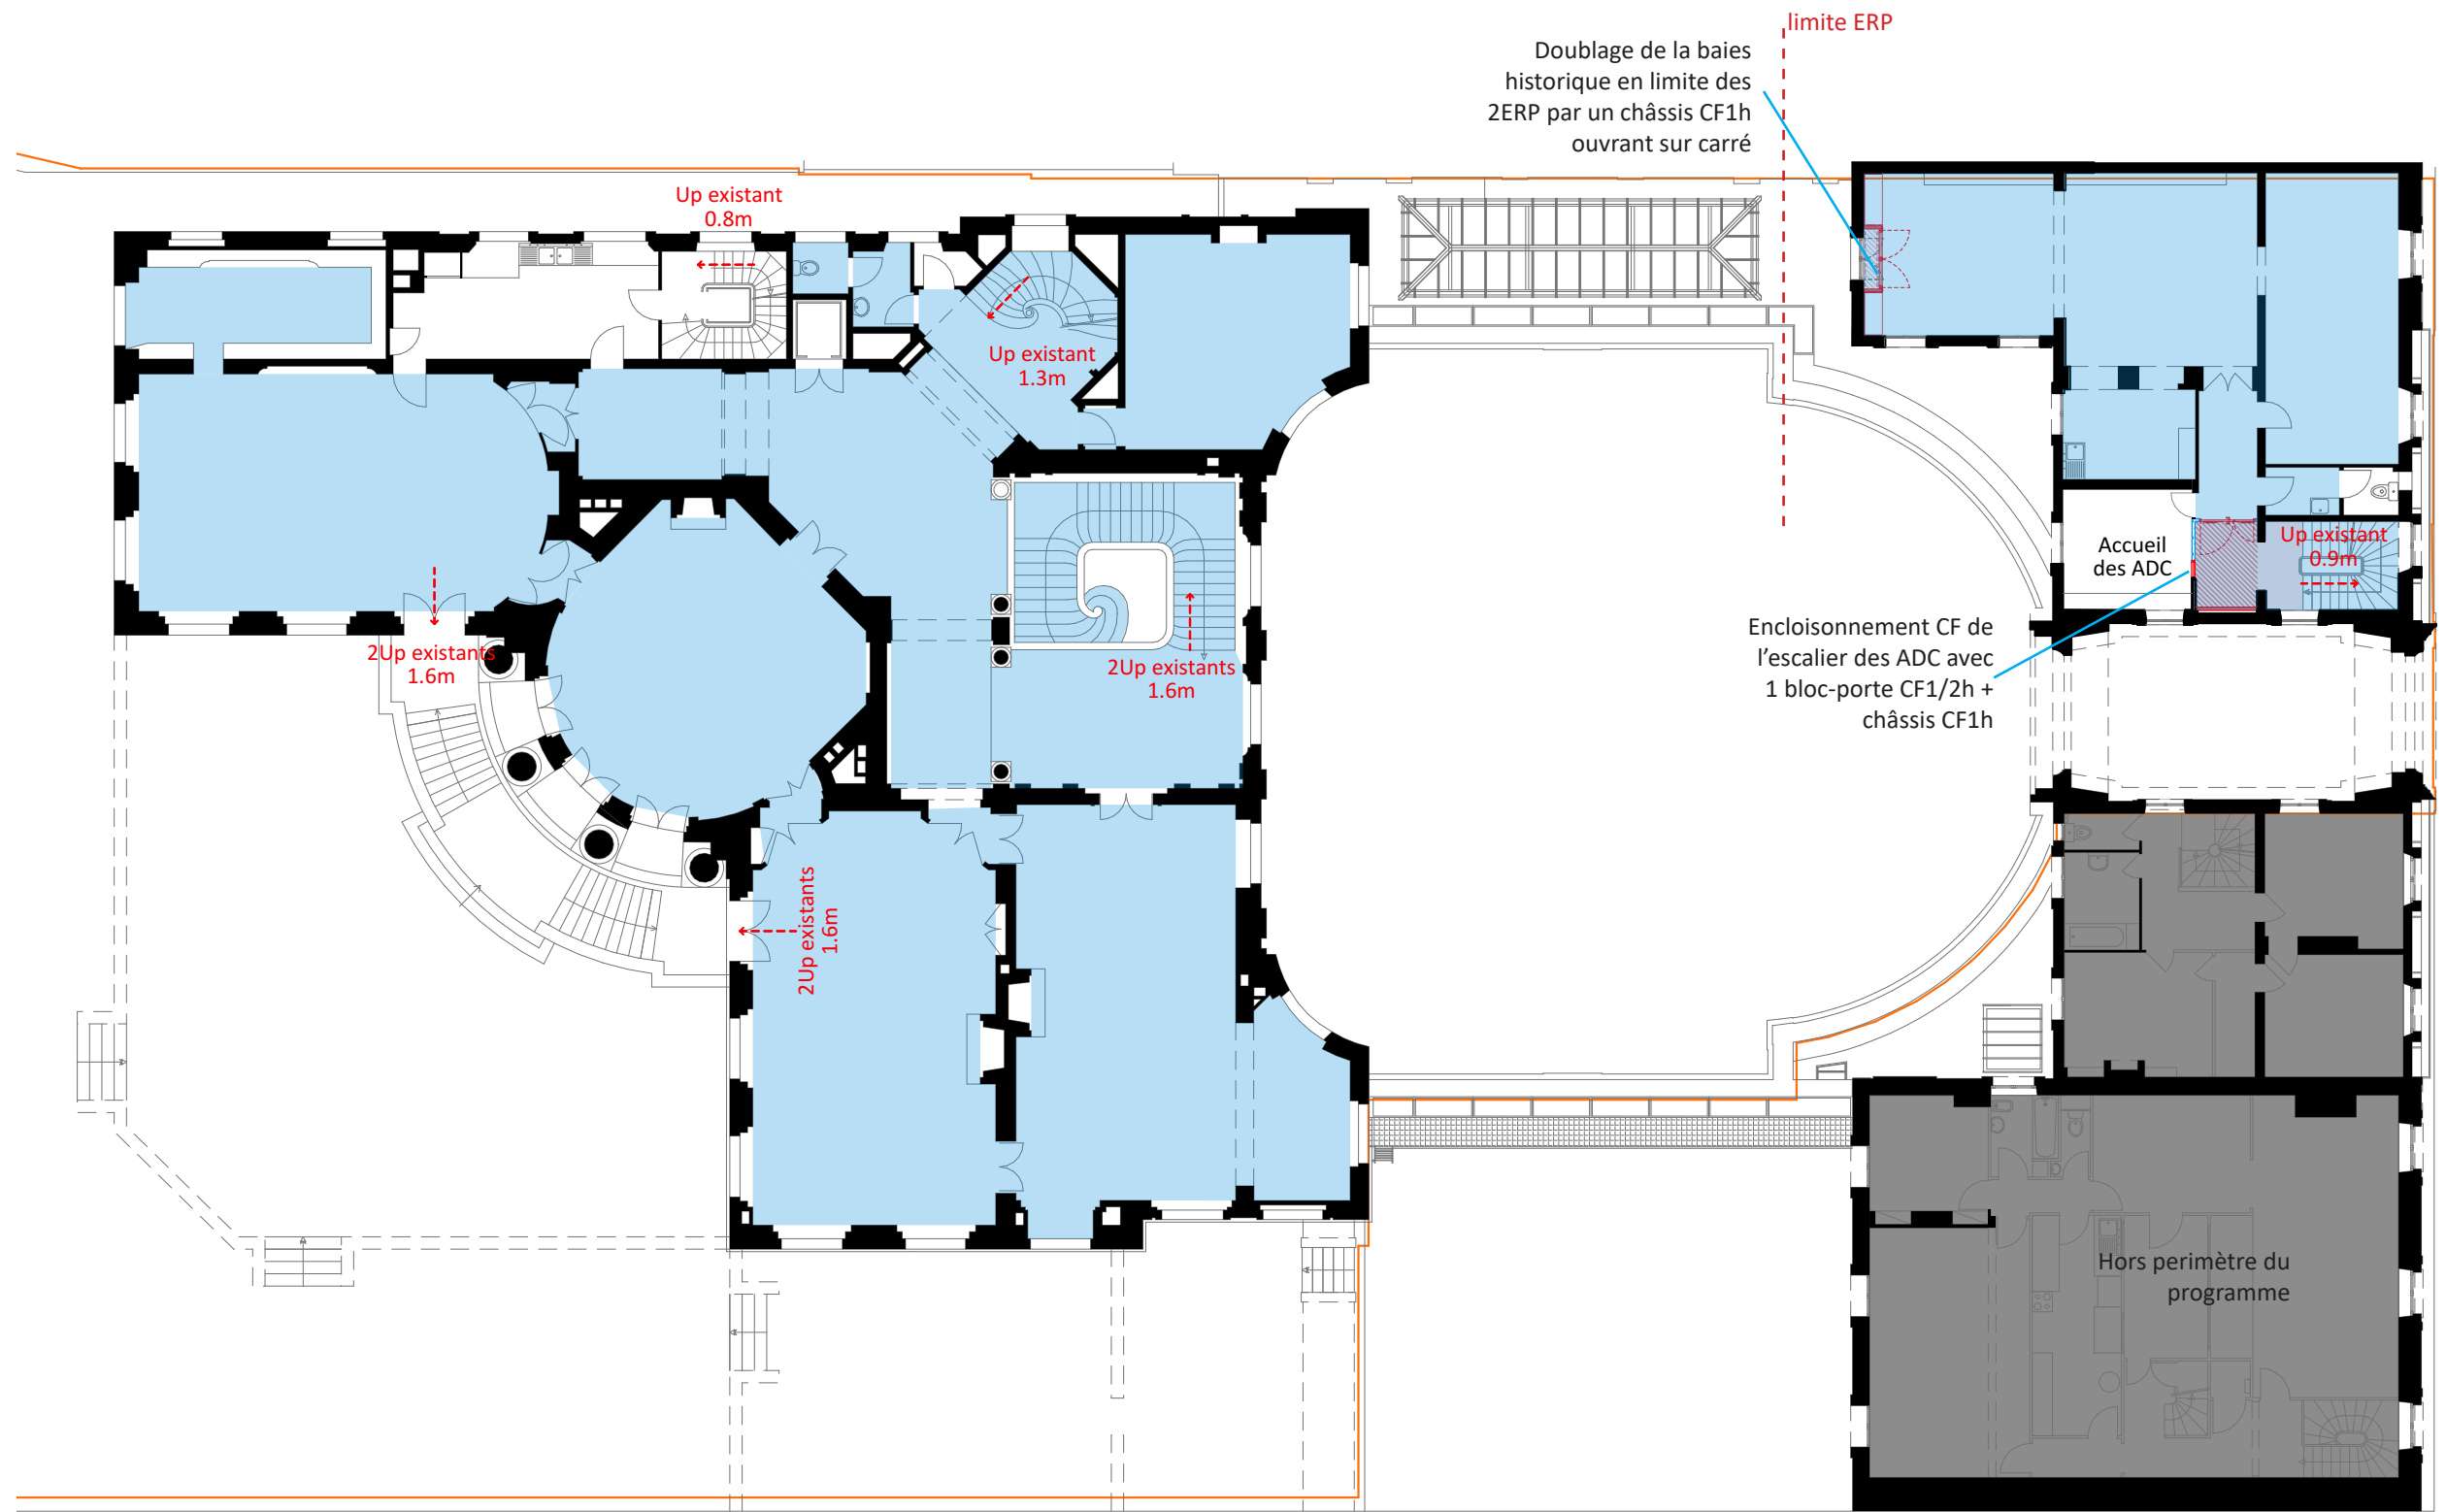 limite ERP
Doublage de la baies
historique en limite des
2ERP par un châssis CF1h
ouvrant sur carré
Up existant
0.8m
Up existant
1.3m
Accueil
des ADC
Up existant
0.9m
Encloisonnement CF de
l'escalier des ADC avec
1 bloc-porte CF1/2h +
châssis CF1h
2Up existants
1.6m
2Up existants
1.6m
2Up existants
1.6m
Hors perimètre du
programme